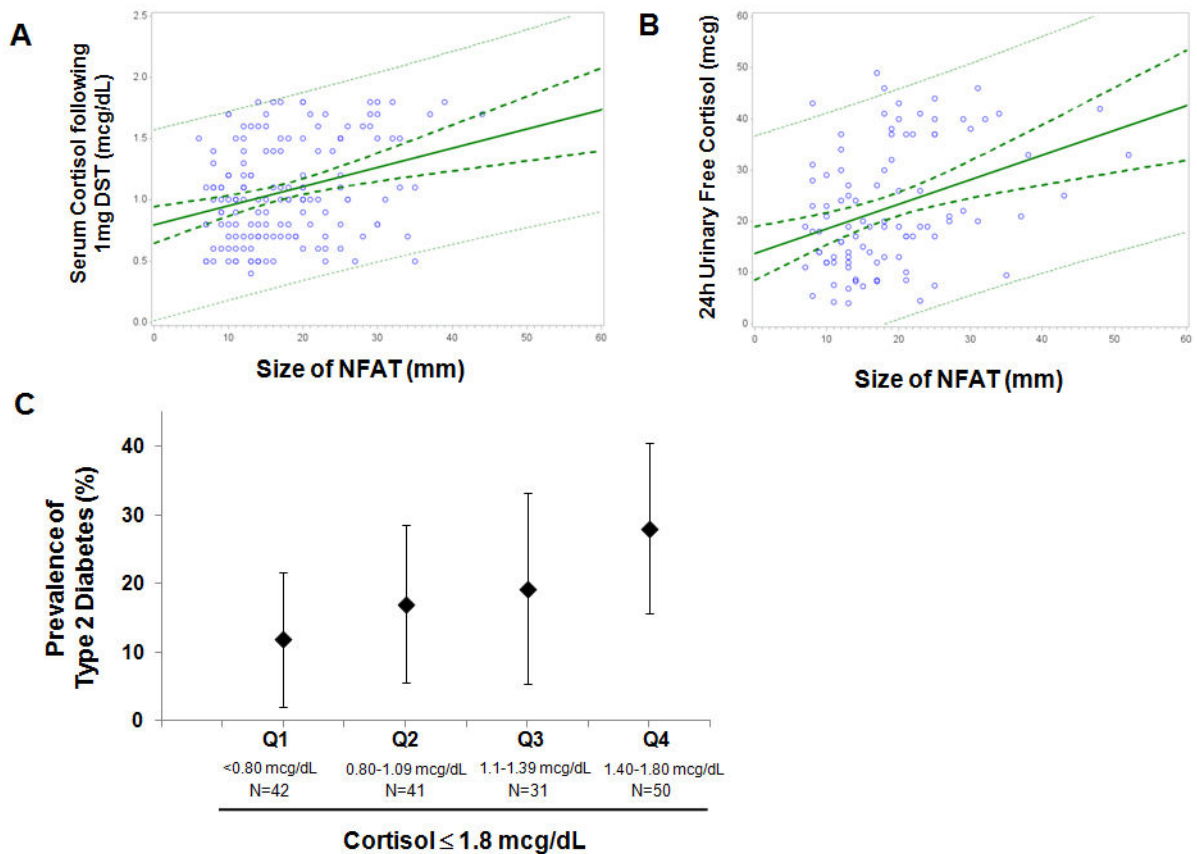 A
Serum Cortisol following
1mg DST (mcg/dL)
2.5
2.0
1.5
1.0
0.5
0.0
0 10 20 30 40 50 60
Size of NFAT (mm)
B
24h Urinary Free Cortisol (mcg)
60
50
40
30
20
10
0
0 10 20 30 40 50 60
Size of NFAT (mm)
C
Prevalence of
Type 2 Diabetes (%)
40
30
20
10
0
Q1 Q2 Q3 Q4
<0.80 mcg/dL 0.80-1.09 mcg/dL 1.1-1.39 mcg/dL 1.40-1.80 mcg/dL
N=42 N=41 N=31 N=50
Cortisol ≤ 1.8 mcg/dL